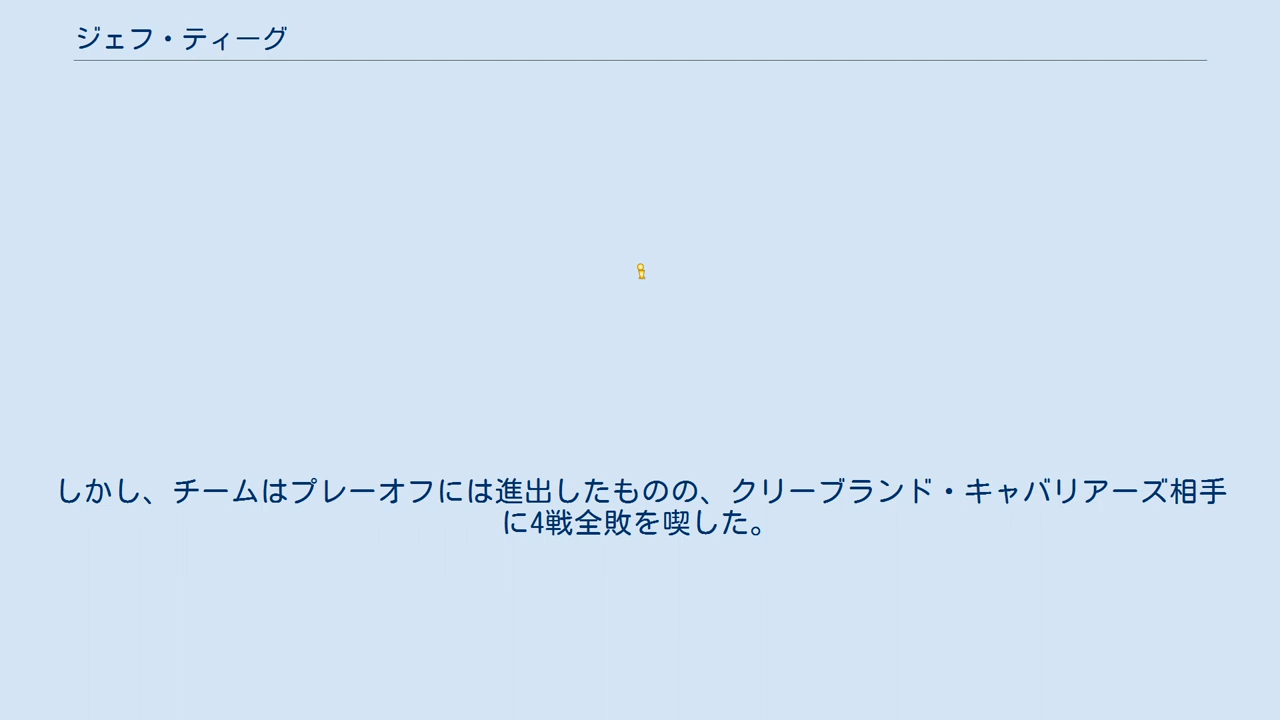 ジェフ・ティーグ
しかし、チームはプレーオフには進出したものの、クリーブランド・キャバリアーズ相手
に4戦全敗を喫した。